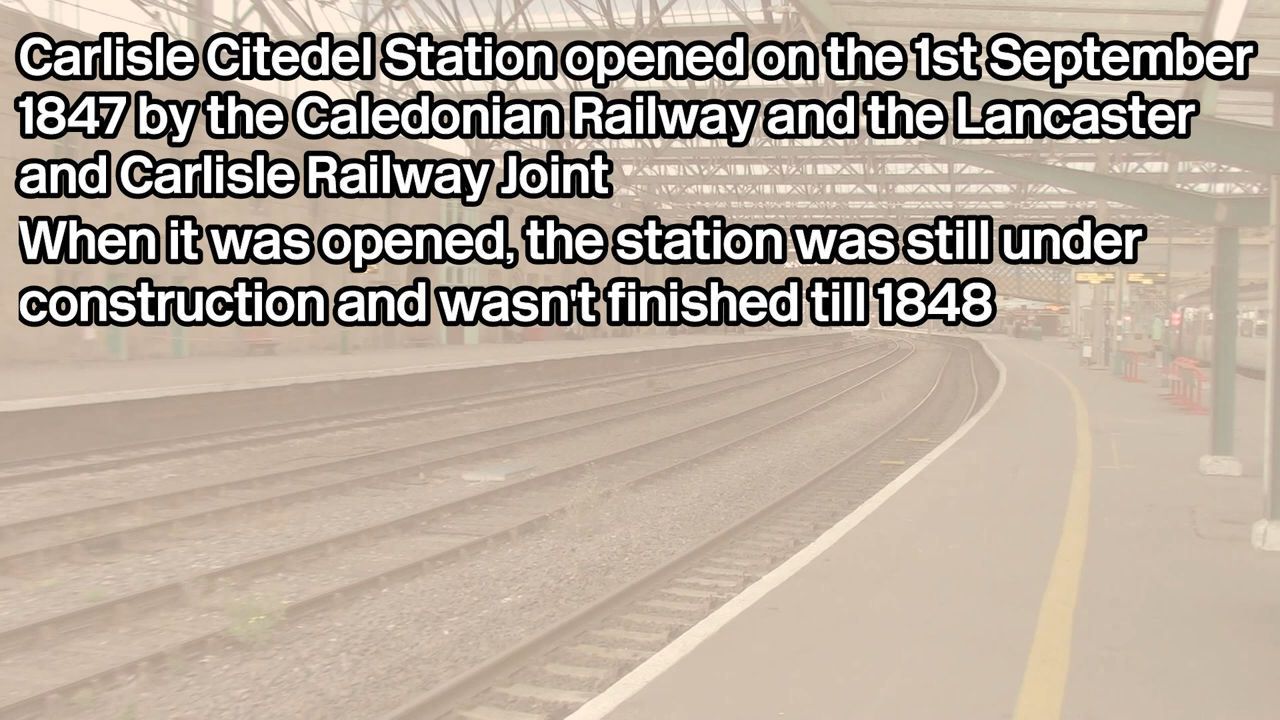 Carlisle Citedel Station opened on the 1st September
1847 by the Caledonian Railway and the Lancaster
and Carlisle Railway Joint
When it was opened, the station was still under
construction and wasn't finished till 1848